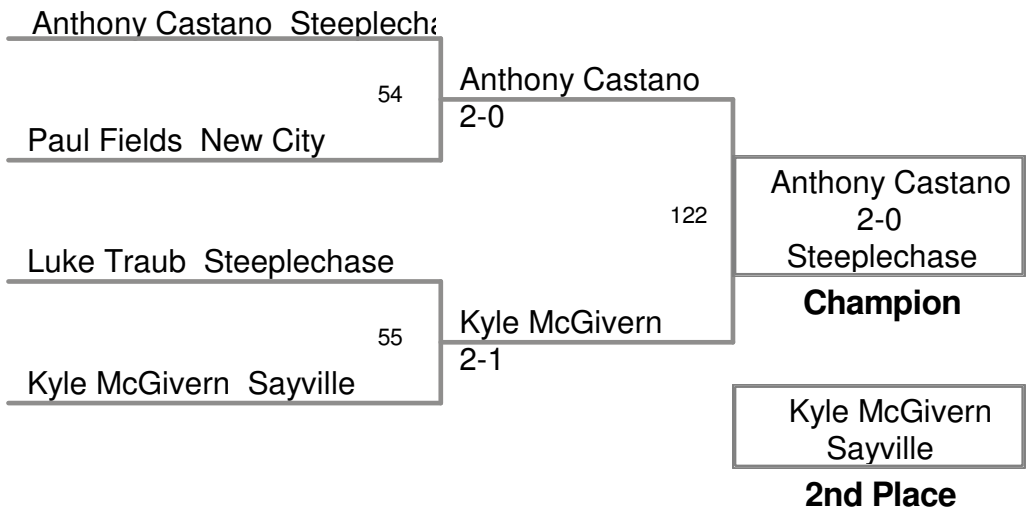 Anthony Castano Steeplecha
54
Anthony Castano
2-0
Paul Fields New City
122
Anthony Castano
2-0
Steeplechase
Champion
Luke Traub Steeplechase
55
Kyle McGivern
2-1
Kyle McGivern Sayville
Kyle McGivern
Sayville
2nd Place